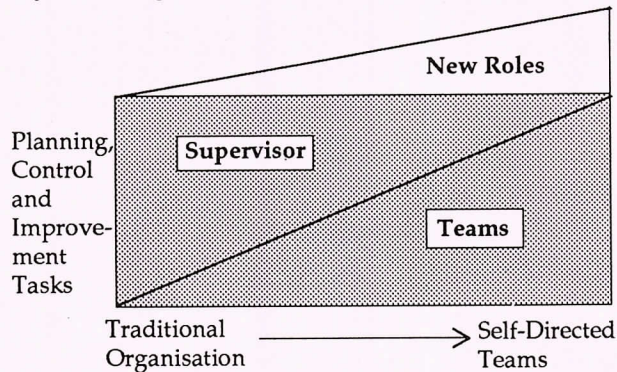 New Roles
Planning,
Control
and
Improve-
ment
Tasks
Supervisor
Teams
Traditional
Organisation
Self-Directed
Teams